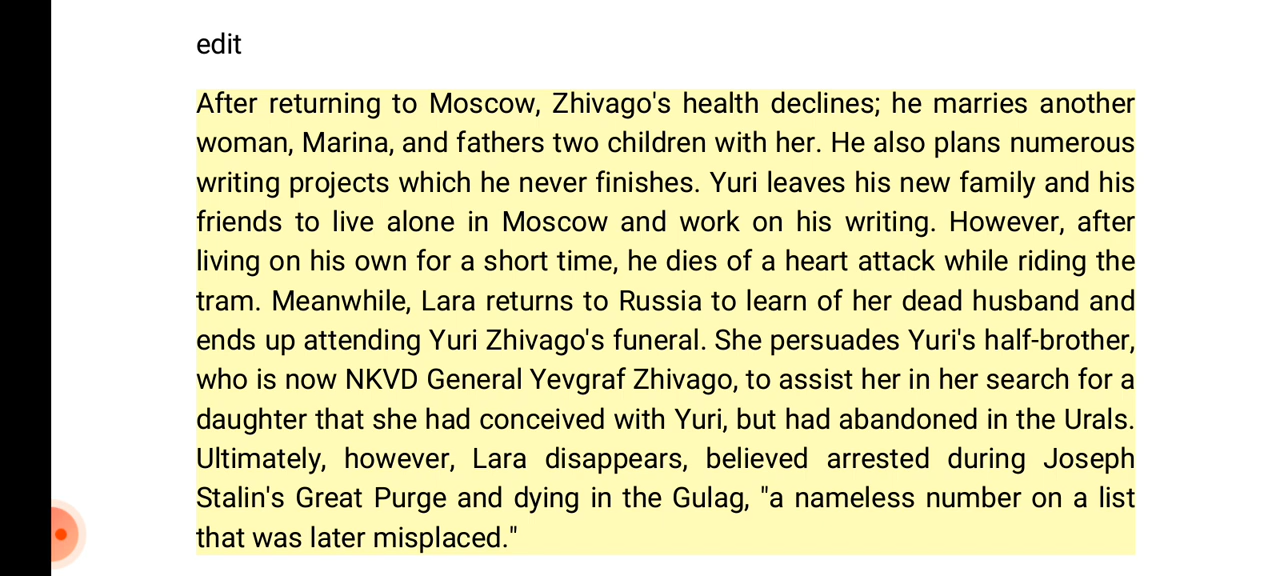 edit
After returning to Moscow, Zhivago's health declines; he marries another
woman, Marina, and fathers two children with her. He also plans numerous
writing projects which he never finishes. Yuri leaves his new family and his
friends to live alone in Moscow and work on his writing. However, after
living on his own for a short time, he dies of a heart attack while riding the
tram. Meanwhile, Lara returns to Russia to learn of her dead husband and
ends up attending Yuri Zhivago's funeral. She persuades Yuri's half-brother,
who is now NKVD General Yevgraf Zhivago, to assist her in her search for a
daughter that she had conceived with Yuri, but had abandoned in the Urals.
Ultimately, however, Lara disappears, believed arrested during Joseph
Stalin's Great Purge and dying in the Gulag, "a nameless number on a list
that was later misplaced."